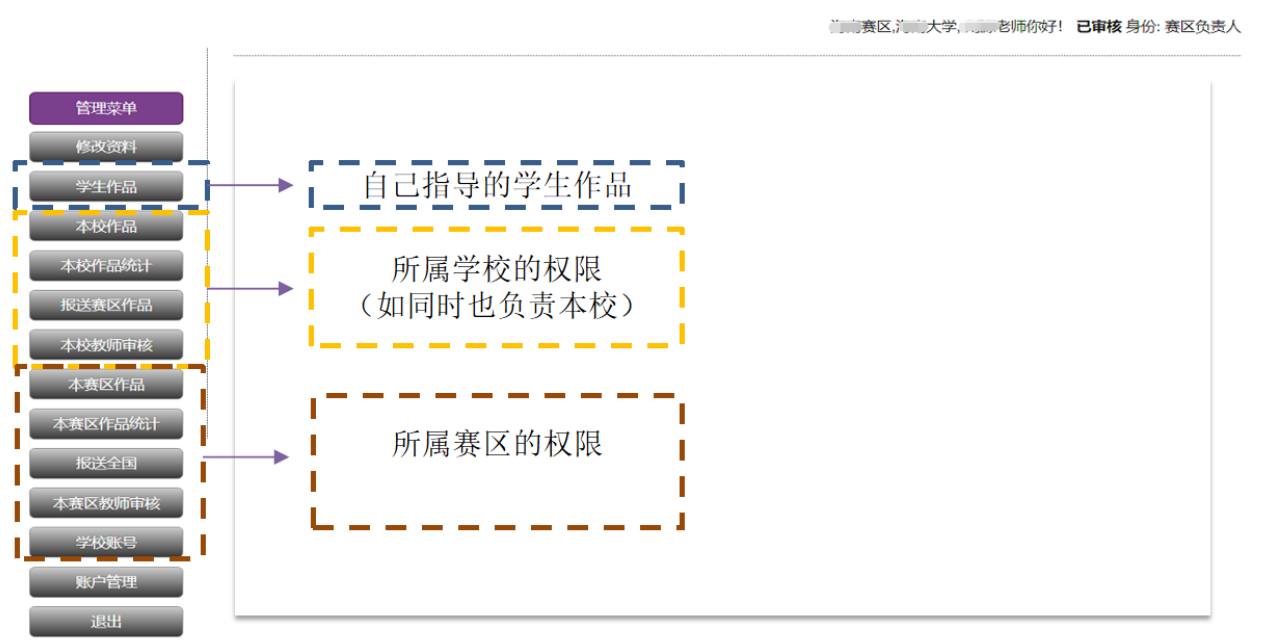 赛区, 大学, 老师你好! 已审核 身份: 赛区负责人
管理菜单
修改资料
学生作品
自己指导的学生作品
本校作品
本校作品统计
报送赛区作品
本校教师审核
所属学校的权限
(如同时也负责本校)
本赛区作品
本赛区作品统计
报送全国
本赛区教师审核
学校账号
所属赛区的权限
账户管理
退出